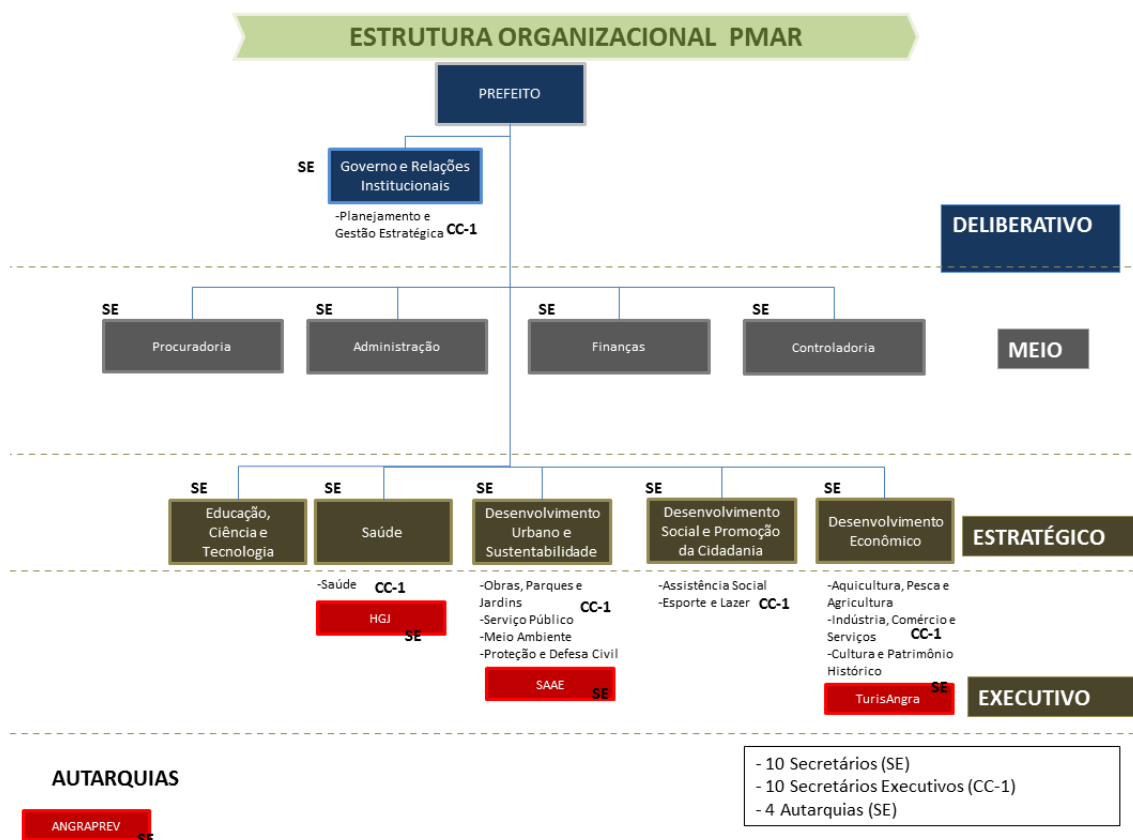 ESTRUTURA ORGANIZACIONAL PMAR
PREFEITO
SE
Governo e Relações
Institucionais
-Planejamento e
Gestão Estratégica CC-1
DELIBERATIVO
SE
Procuradoria
SE
Administração
SE
Finanças
SE
Controladoria
MEIO
SE
Educação,
Ciência e
Tecnologia
SE
Saúde
SE
Desenvolvimento
Urbano e
Sustentabilidade
SE
Desenvolvimento
Social e Promoção
da Cidadania
SE
Desenvolvimento
Econômico
ESTRATÉGICO
-Saúde CC-1
HGJ
SE
-Obras, Parques e
Jardins
CC-1
-Serviço Público
-Meio Ambiente
-Proteção e Defesa Civil
SAAE
SE
-Assistência Social
-Esporte e Lazer CC-1
-Aquicultura, Pesca e
Agricultura
-Indústria, Comércio e
Serviços CC-1
-Cultura e Patrimônio
Histórico
SE
TurisAngra
EXECUTIVO
AUTARQUIAS
ANGRAPREV
SE
- 10 Secretários (SE)
- 10 Secretários Executivos (CC-1)
- 4 Autarquias (SE)